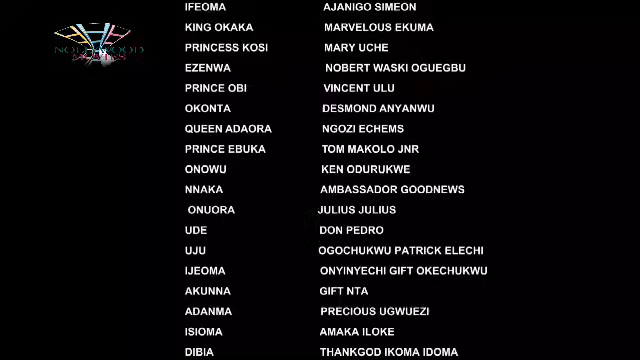 IFEOMA AJANIGO SIMEON
KING OKAKA MARVELOUS EKUMA
PRINCESS KOSI MARY UCHE
EZENWA NOBERT WASKI OGUEGBU
PRINCE OBI VINCENT ULU
OKONTA DESMOND ANYANWU
QUEEN ADAORA NGOZI ECHEMS
PRINCE EBUKA TOM MAKOLO JNR
ONOWU KEN ODURUKWE
NNAKA AMBASSADOR GOODNEWS
ONUORA JULIUS JULIUS
UDE DON PEDRO
UJU OGOCHUKWU PATRICK ELECHI
IJEOMA ONYINYECHI GIFT OKECHUKWU
AKUNNA GIFT NTA
ADANMA PRECIOUS UGWUEZI
ISIOMA AMAKA ILOKE
DIBIA THANKGOD IKOMA IDOMA